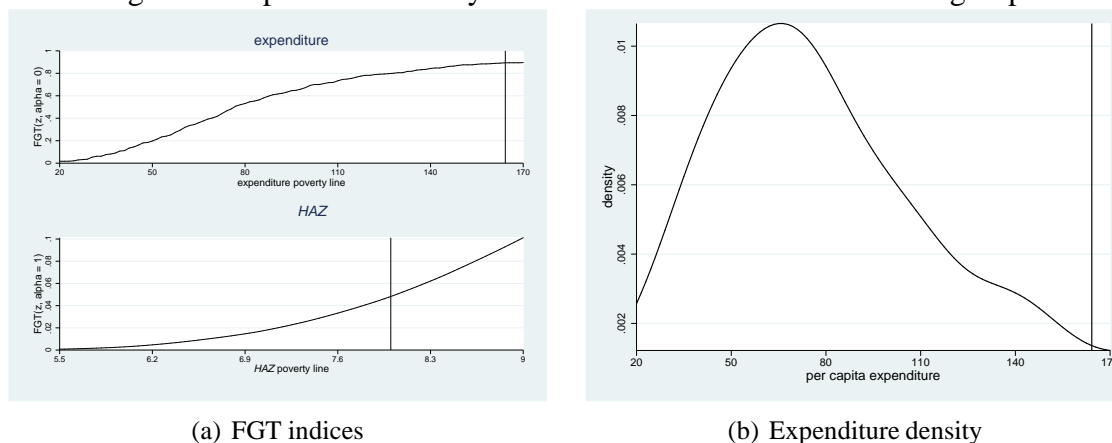 expenditure
FGT(z, alpha = 0)
0 .2 .4 .6 .8 1
20 50 80 110 140 170
expenditure poverty line
HAZ
FGT(z, alpha = 1)
0 .02 .04 .06 .08 .1
5.5 6.2 6.9 7.6 8.3 9
HAZ poverty line
(a) FGT indices
density
.002 .004 .006 .008 .01
20 50 80 110 140
per capita expenditure
(b) Expenditure density